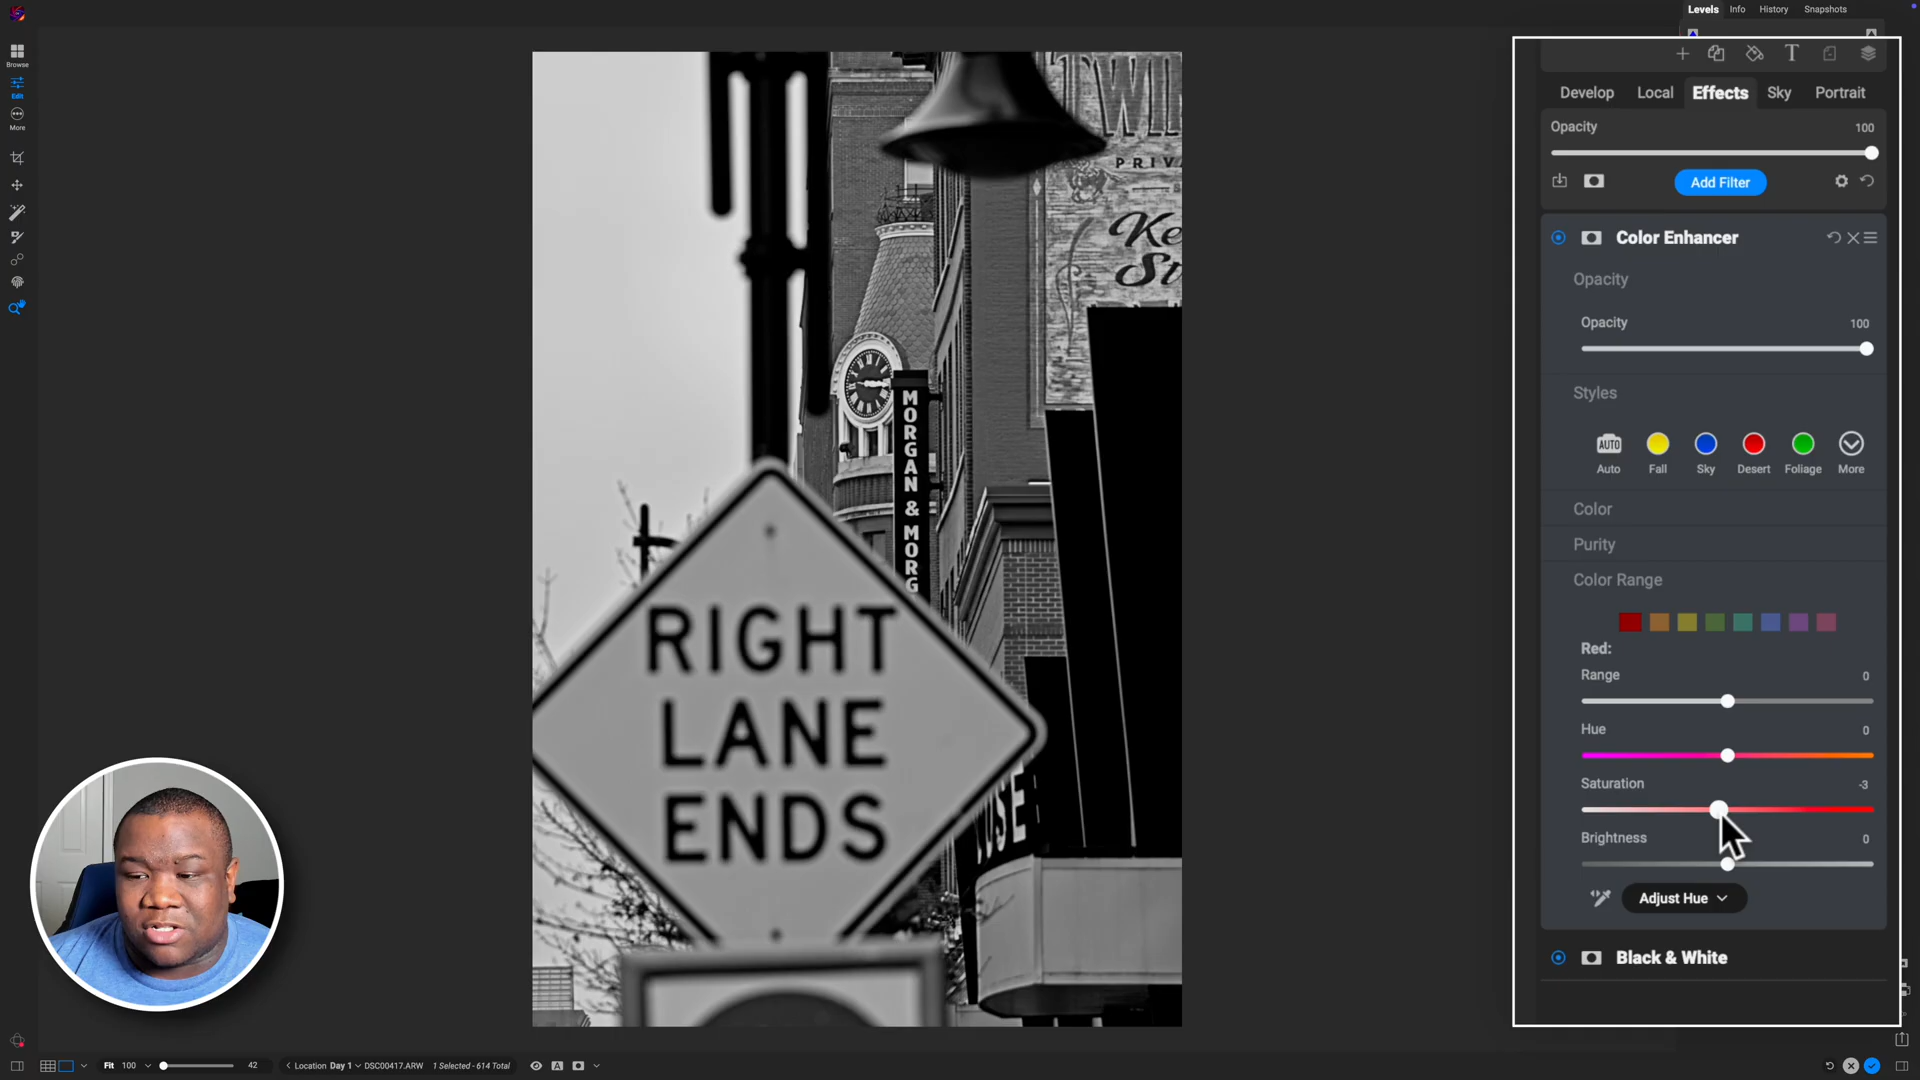 Levels Info History Snapshots
Browse
Edit
More
Develop Local Effects Sky Portrait
Opacity 100
Add Filter
Color Enhancer
Opacity
Opacity 100
Styles
AUTO
Auto Fall Sky Desert Foliage More
Color
Purity
Color Range
Red:
Range 0
Hue 0
Saturation -3
Brightness 0
Adjust Hue
Black & White
PRIV
MORGAN & MORG
RIGHT
LANE
ENDS
Fit 100 42 Location Day 1 DSC00417.ARW 1 Selected - 614 Total